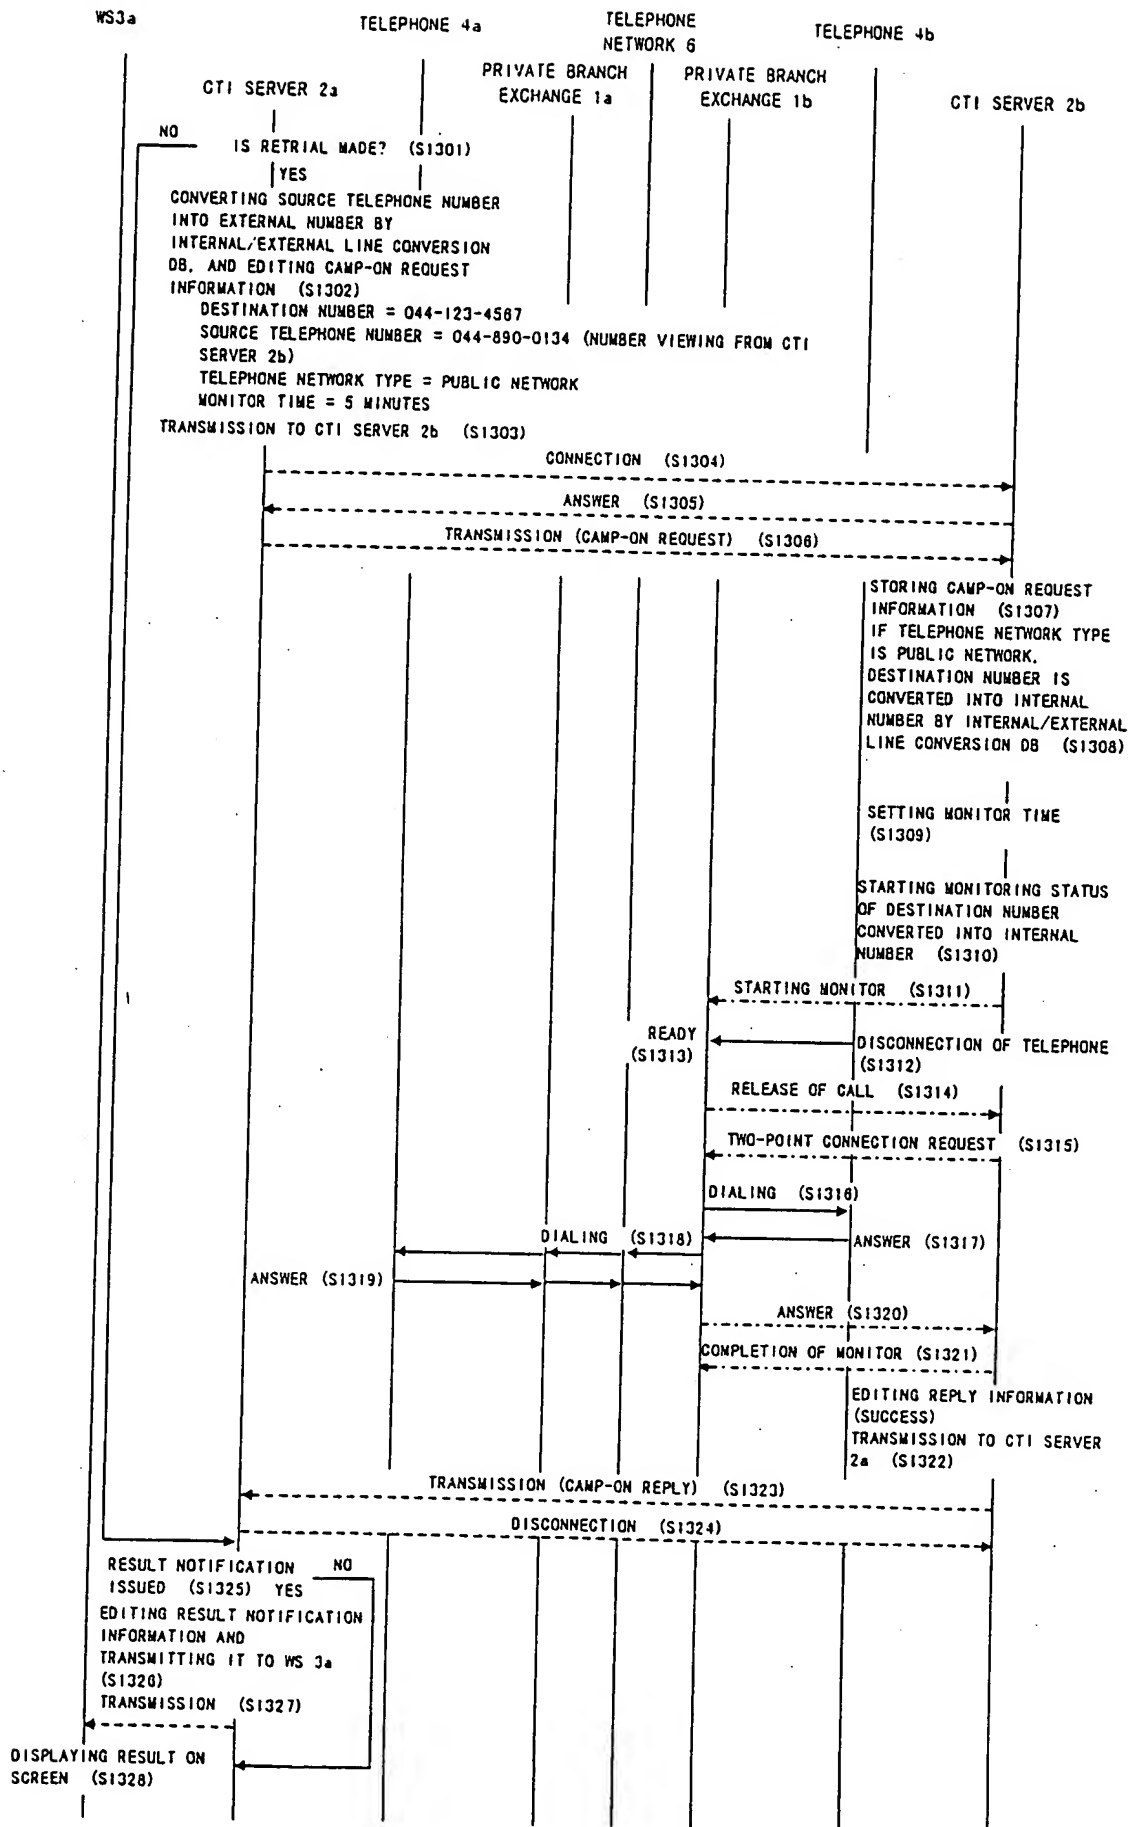 WS3a
TELEPHONE 4a
TELEPHONE
NETWORK 6
TELEPHONE 4b
CTI SERVER 2a
PRIVATE BRANCH
EXCHANGE 1a
PRIVATE BRANCH
EXCHANGE 1b
CTI SERVER 2b
NO
IS RETRIAL MADE? (S1301)
YES
CONVERTING SOURCE TELEPHONE NUMBER
INTO EXTERNAL NUMBER BY
INTERNAL/EXTERNAL LINE CONVERSION
DB, AND EDITING CAMP-ON REQUEST
INFORMATION (S1302)
DESTINATION NUMBER = 044-123-4567
SOURCE TELEPHONE NUMBER = 044-890-0134 (NUMBER VIEWING FROM CTI
SERVER 2b)
TELEPHONE NETWORK TYPE = PUBLIC NETWORK
MONITOR TIME = 5 MINUTES
TRANSMISSION TO CTI SERVER 2b (S1303)
CONNECTION (S1304)
ANSWER (S1305)
TRANSMISSION (CAMP-ON REQUEST) (S1306)
STORING CAMP-ON REQUEST
INFORMATION (S1307)
IF TELEPHONE NETWORK TYPE
IS PUBLIC NETWORK,
DESTINATION NUMBER IS
CONVERTED INTO INTERNAL
NUMBER BY INTERNAL/EXTERNAL
LINE CONVERSION DB (S1308)
SETTING MONITOR TIME
(S1309)
STARTING MONITORING STATUS
OF DESTINATION NUMBER
CONVERTED INTO INTERNAL
NUMBER (S1310)
STARTING MONITOR (S1311)
READY
(S1313)
DISCONNECTION OF TELEPHONE
(S1312)
RELEASE OF CALL (S1314)
TWO-POINT CONNECTION REQUEST (S1315)
DIALING (S1316)
DIALING (S1318)
ANSWER (S1317)
ANSWER (S1319)
ANSWER (S1320)
COMPLETION OF MONITOR (S1321)
EDITING REPLY INFORMATION
(SUCCESS)
TRANSMISSION TO CTI SERVER
2a (S1322)
TRANSMISSION (CAMP-ON REPLY) (S1323)
DISCONNECTION (S1324)
RESULT NOTIFICATION NO
ISSUED (S1325) YES
EDITING RESULT NOTIFICATION
INFORMATION AND
TRANSMITTING IT TO WS 3a
(S1326)
TRANSMISSION (S1327)
DISPLAYING RESULT ON
SCREEN (S1328)